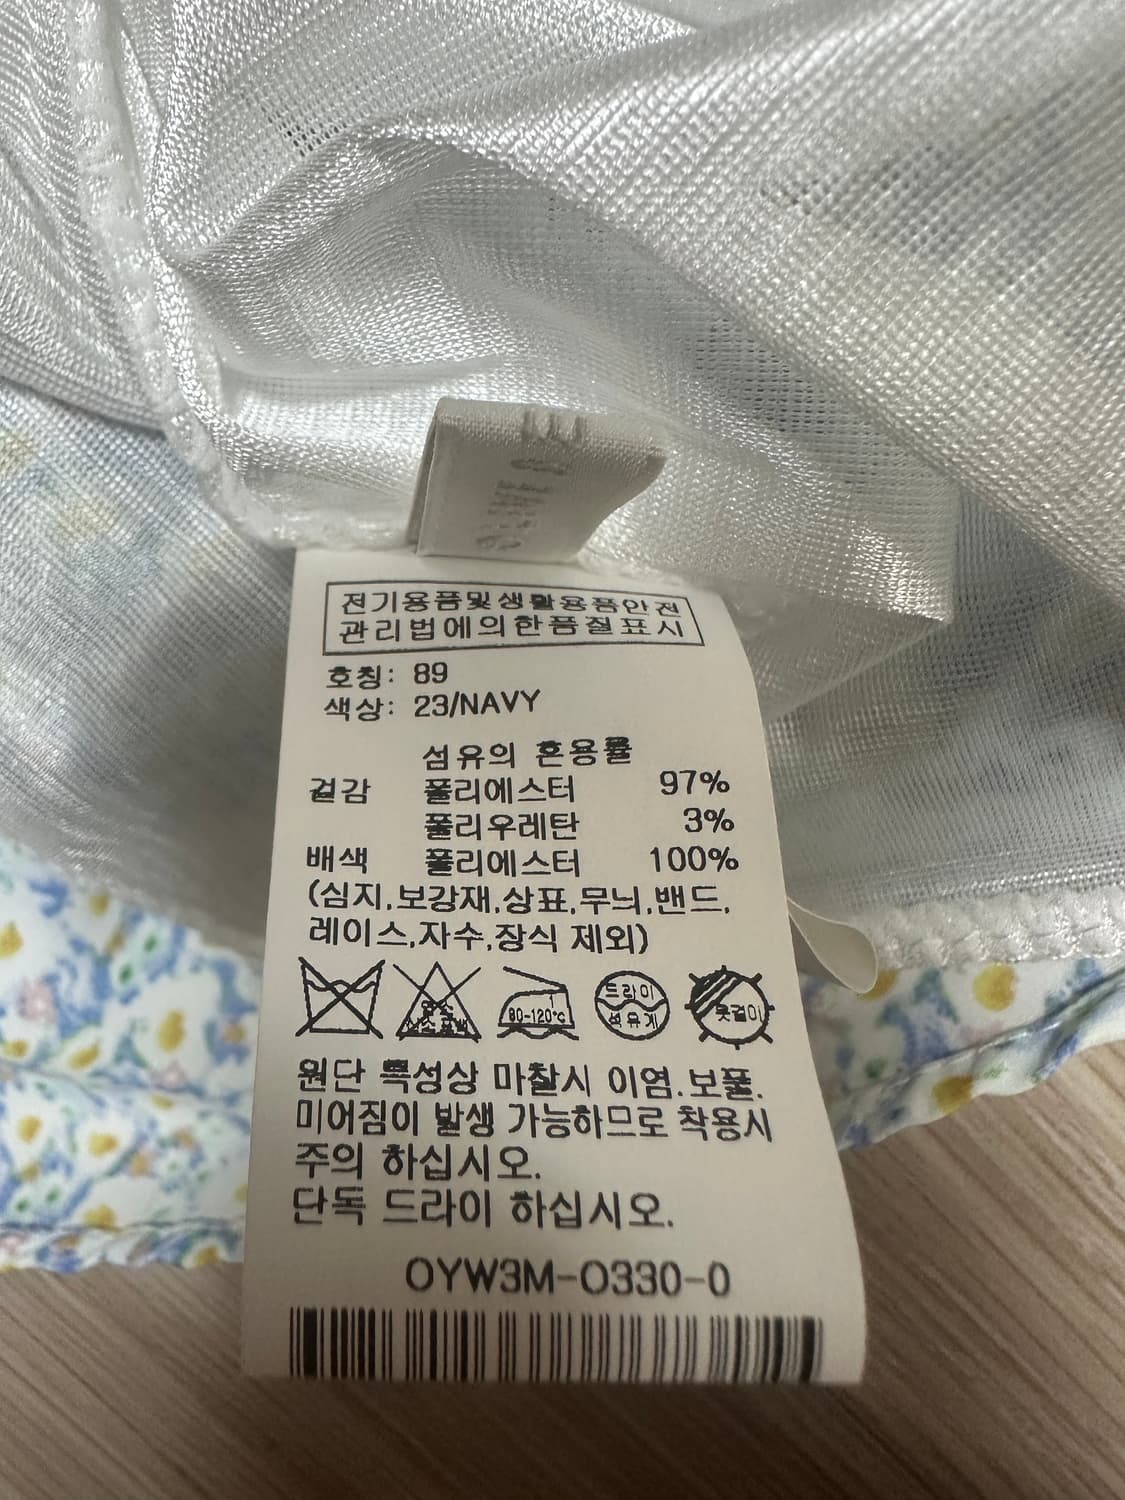 전기용품및생활용품안전
관리법에의한품질표시
호칭: 89
색상: 23/NAVY
섬유의 혼용률
겉감 폴리에스터 97%
폴리우레탄 3%
배색 폴리에스터 100%
(심지,보강재,상표,무늬,밴드,
레이스,자수,장식 제외)
80-120℃
드라이
석유계
옷걸이
원단 특성상 마찰시 이염.보풀.
미어짐이 발생 가능하므로 착용시
주의 하십시오.
단독 드라이 하십시오.
OYW3M-O330-0